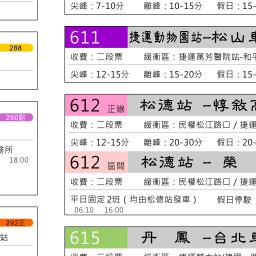 尖峰：7-10分 離峰：10-15分 假日：15-
288
611 捷運動物園站－松山車
收費：二段票 緩衝區：捷運萬芳醫院站-和平
尖峰：12-15分 離峰：15-20分 假日：15-
290副
務所
18:00
612 正線 松德站－惇敘高
收費：二段票 緩衝區：民權松江路口／捷運
尖峰：12-15分 離峰：20-30分 假日：20-
612 區間 松德站－榮
收費：二段票 緩衝區：民權松江路口／捷運
平日固定2班（均由松德站發車） 假日停駛
06:10 16:00
292正
站
615 丹鳳－台北車